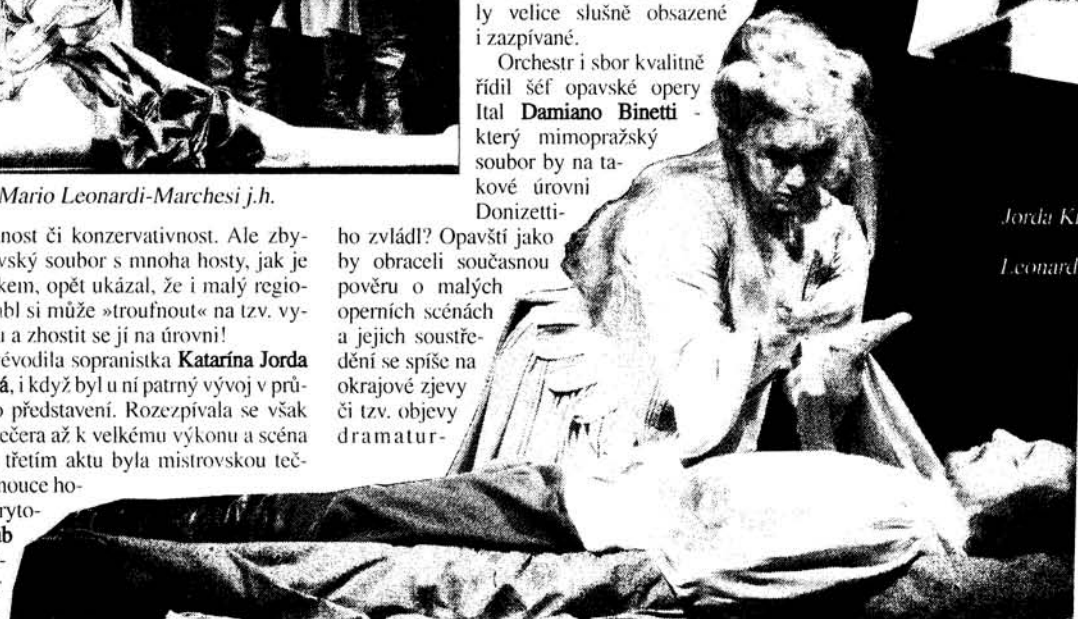 Mario Leonardi-Marchesi j.h.
nost či konzervativnost. Ale zby-
vský soubor s mnoha hosty, jak je
kem, opět ukázal, že i malý regio-
bl si může »troufnout« na tzv. vy-
u a zhostit se jí na úrovni!
évodila sopranistka Katarína Jorda
á, i když byl u ní patrný vývoj v prů-
o představení. Rozezpívala se však
ečera až k velkému výkonu a scéna
třetím aktu byla mistrovskou teč-
nouce ho-
ryto-
b
ly velice slušně obsazené
i zazpívané.
Orchestr i sbor kvalitně
řídil šéf opavské opery
Ital Damiano Binetti -
který mimopražský
soubor by na ta-
kové úrovni
Donizetti-
ho zvládl? Opavští jako
by obraceli současnou
pověru o malých
operních scénách
a jejich soustře-
dění se spíše na
okrajové zjevy
či tzv. objevy
dramatur-
Jorda Kl
Leonard